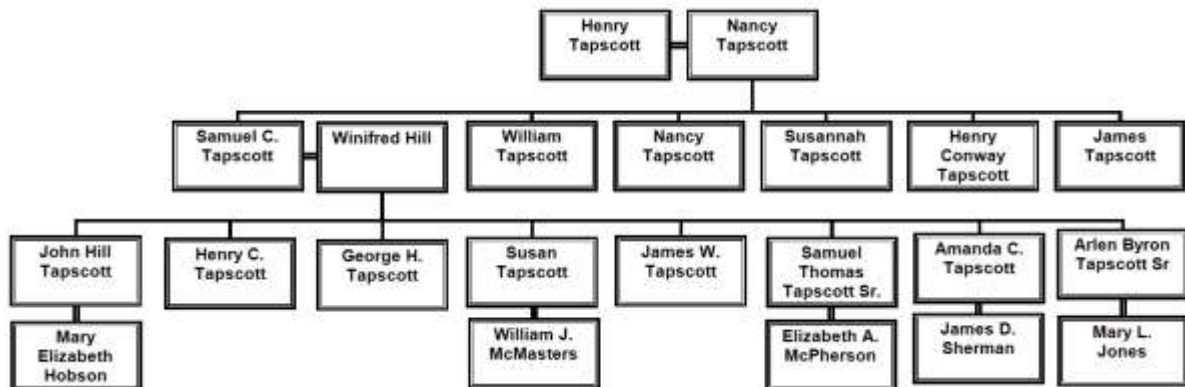 Henry
Tapscott
Nancy
Tapscott
Samuel C.
Tapscott
Winifred Hill
William
Tapscott
Nancy
Tapscott
Susannah
Tapscott
Henry
Conway
Tapscott
James
Tapscott
John Hill
Tapscott
Henry C.
Tapscott
George H.
Tapscott
Susan
Tapscott
James W.
Tapscott
Samuel
Thomas
Tapscott Sr.
Amanda C.
Tapscott
Arlen Byron
Tapscott Sr
Mary
Elizabeth
Hobson
William J.
McMasters
Elizabeth A.
McPherson
James D.
Sherman
Mary L.
Jones